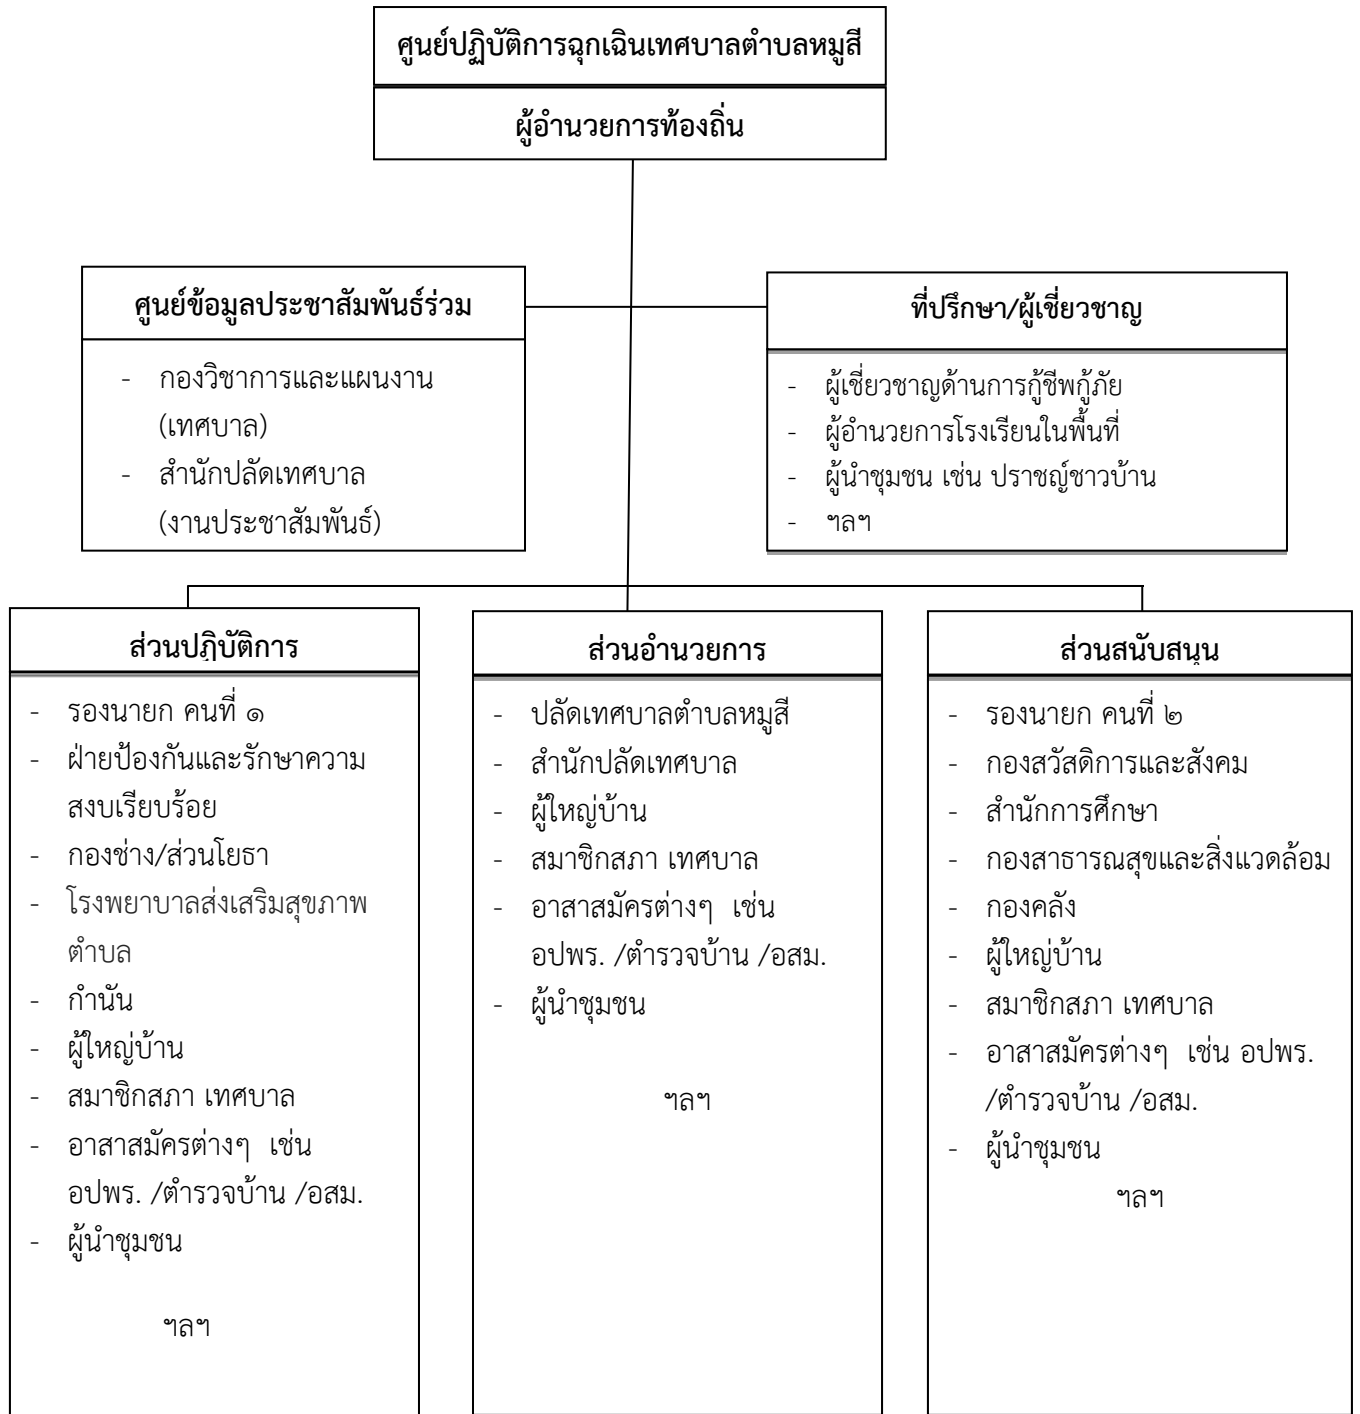 ศูนย์ปฏิบัติการฉุกเฉินเทศบาลตำบลหมูสี
ผู้อำนวยการท้องถิ่น
ศูนย์ข้อมูลประชาสัมพันธ์ร่วม
- กองวิชาการและแผนงาน
(เทศบาล)
- สำนักปลัดเทศบาล
(งานประชาสัมพันธ์)
ที่ปรึกษา/ผู้เชี่ยวชาญ
- ผู้เชี่ยวชาญด้านการกู้ชีพกู้ภัย
- ผู้อำนวยการโรงเรียนในพื้นที่
- ผู้นำชุมชน เช่น ปราชญ์ชาวบ้าน
- ฯลฯ
ส่วนปฏิบัติการ
- รองนายก คนที่ ๑
- ฝ่ายป้องกันและรักษาความ
สงบเรียบร้อย
- กองช่าง/ส่วนโยธา
- โรงพยาบาลส่งเสริมสุขภาพ
ตำบล
- กำนัน
- ผู้ใหญ่บ้าน
- สมาชิกสภา เทศบาล
- อาสาสมัครต่างๆ เช่น
อปพร. /ตำรวจบ้าน /อสม.
- ผู้นำชุมชน
ฯลฯ
ส่วนอำนวยการ
- ปลัดเทศบาลตำบลหมูสี
- สำนักปลัดเทศบาล
- ผู้ใหญ่บ้าน
- สมาชิกสภา เทศบาล
- อาสาสมัครต่างๆ เช่น
อปพร. /ตำรวจบ้าน /อสม.
- ผู้นำชุมชน
ฯลฯ
ส่วนสนับสนุน
- รองนายก คนที่ ๒
- กองสวัสดิการและสังคม
- สำนักการศึกษา
- กองสาธารณสุขและสิ่งแวดล้อม
- กองคลัง
- ผู้ใหญ่บ้าน
- สมาชิกสภา เทศบาล
- อาสาสมัครต่างๆ เช่น อปพร.
/ตำรวจบ้าน /อสม.
- ผู้นำชุมชน
ฯลฯ